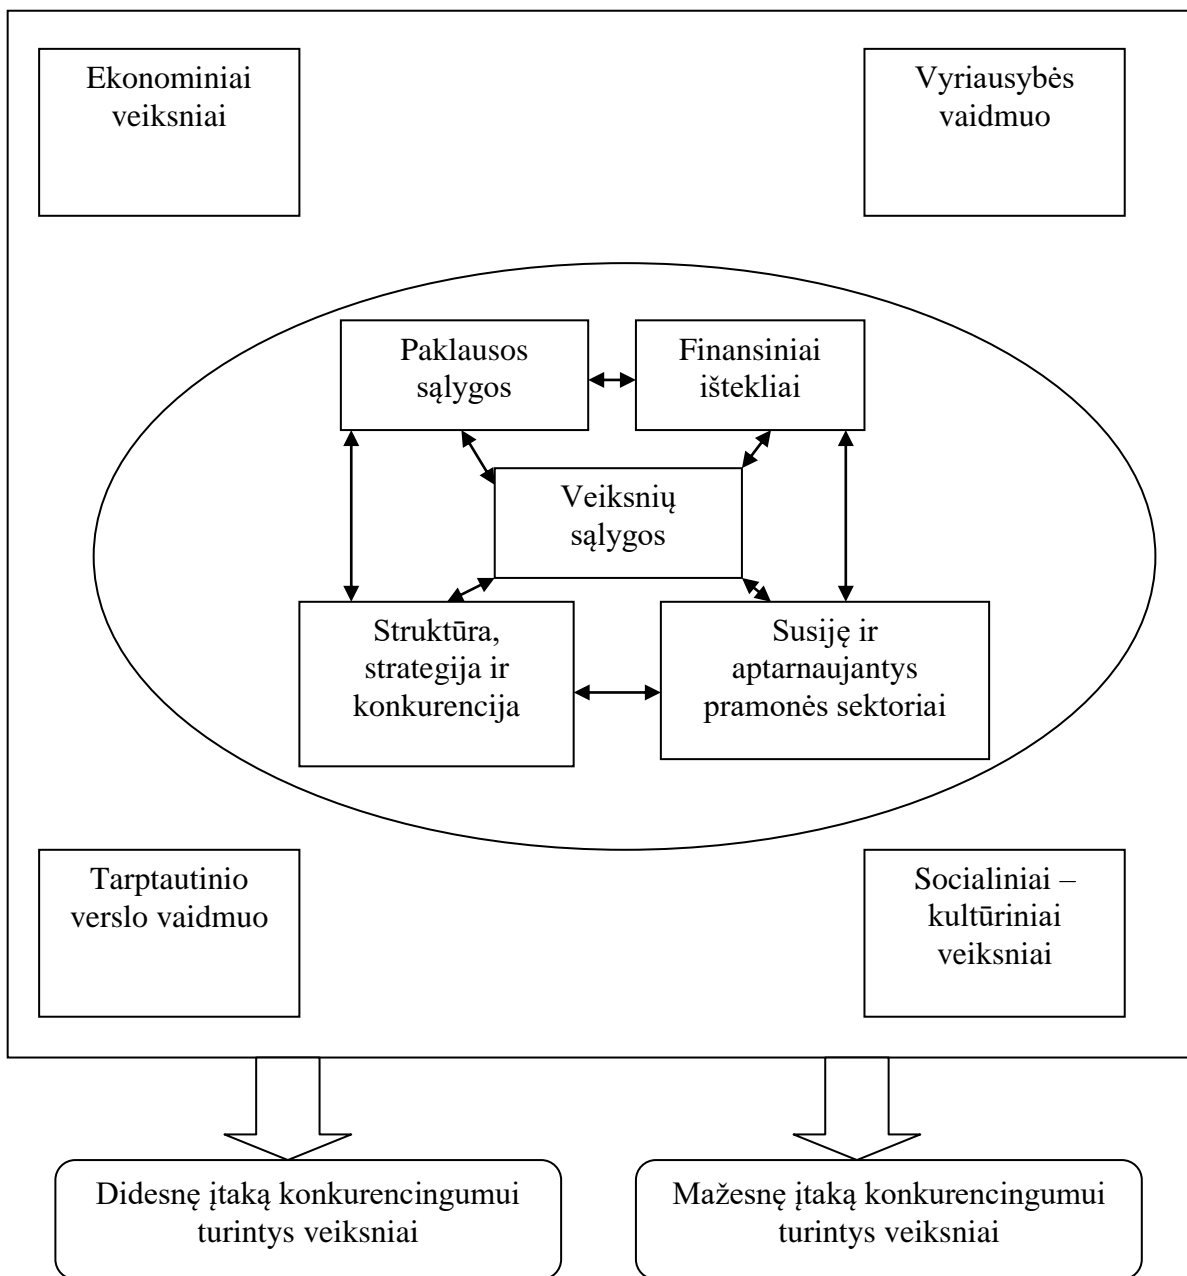 Ekonominiai
veiksniai
Vyriausybės
vaidmuo
Paklausos
sąlygos
Finansiniai
ištekliai
Veiksnių
sąlygos
Struktūra,
strategija ir
konkurencija
Susiję ir
aptarnaujantys
pramonės sektoriai
Tarptautinio
verslo vaidmuo
Socialiniai –
kultūriniai
veiksniai
Didesnę įtaką konkurencingumui
turintys veiksniai
Mažesnę įtaką konkurencingumui
turintys veiksniai